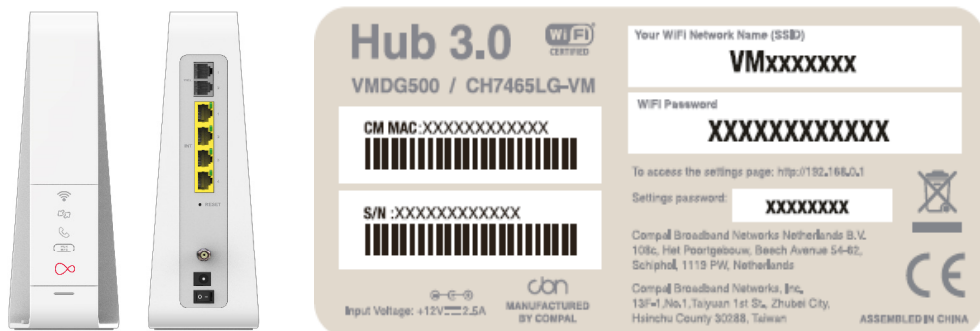 RESET
Hub 3.0
WiFi
CERTIFIED
VMDG500 / CH7465LG-VM
CM MAC:XXXXXXXXXXXX
S/N :XXXXXXXXXXXX
Input Voltage: +12V 2.5A
cbn
MANUFACTURED
BY COMPAL
Your WiFi Network Name (SSID)
VMxxxxxxx
WiFi Password
XXXXXXXXXXXX
To access the settings page: http://192.168.0.1
Settings password:
XXXXXXXX
Compal Broadband Networks Netherlands B.V.
108c, Het Poortgebouw, Beech Avenue 54-62,
Schiphol, 1119 PW, Netherlands
Compal Broadband Networks, Inc.
13F-1,No.1,Taiyuan 1st St., Zhubei City,
Hsinchu County 30288, Taiwan
CE
ASSEMBLED IN CHINA